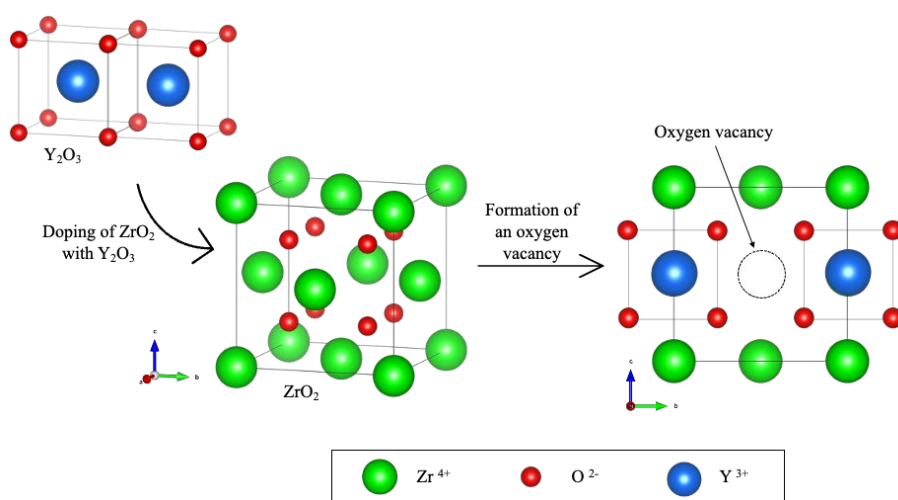 Y₂O₃
Doping of ZrO₂
with Y₂O₃
ZrO₂
Formation of
an oxygen
vacancy
Oxygen vacancy
c
a
b
c
b
Zr ⁴⁺
O ²⁻
Y ³⁺